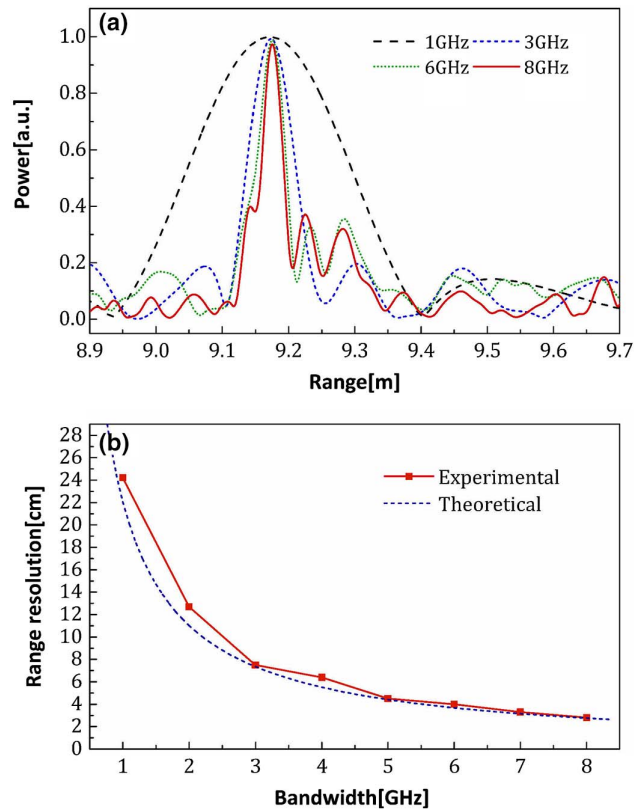 (a)
1GHz 3GHz
6GHz 8GHz
Power[a.u.]
1.0
0.8
0.6
0.4
0.2
0.0
8.9 9.0 9.1 9.2 9.3 9.4 9.5 9.6 9.7
Range[m]
(b)
Experimental
Theoretical
Range resolution[cm]
28
26
24
22
20
18
16
14
12
10
8
6
4
2
0
1 2 3 4 5 6 7 8
Bandwidth[GHz]